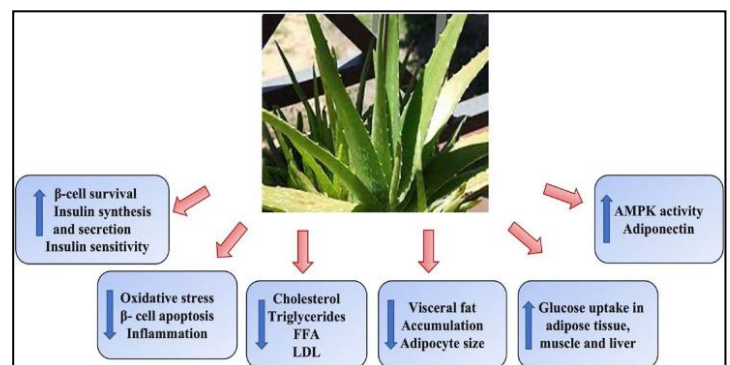 β-cell survival
Insulin synthesis
and secretion
Insulin sensitivity
AMPK activity
Adiponectin
Oxidative stress
β- cell apoptosis
Inflammation
Cholesterol
Triglycerides
FFA
LDL
Visceral fat
Accumulation
Adipocyte size
Glucose uptake in
adipose tissue,
muscle and liver